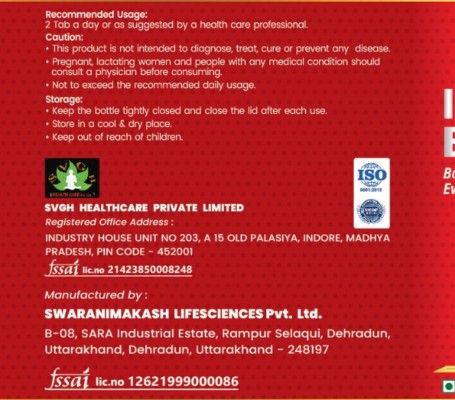 Recommended Usage:
2 Tab a day or as suggested by a health care professional.
Caution:
• This product is not intended to diagnose, treat, cure or prevent any disease.
• Pregnant, lactating women and people with any medical condition should
consult a physician before consuming.
• Not to exceed the recommended daily usage.
Storage:
• Keep the bottle tightly closed and close the lid after each use.
• Store in a cool & dry place.
• Keep out of reach of children.
SVGH
ISO
9001:2015
SVGH HEALTHCARE PRIVATE LIMITED
Registered Office Address :
INDUSTRY HOUSE UNIT NO 203, A 15 OLD PALASIYA, INDORE, MADHYA
PRADESH, PIN CODE - 452001
fssai lic.no 21423850008248
Manufactured by :
SWARANIMAKASH LIFESCIENCES Pvt. Ltd.
B-08, SARA Industrial Estate, Rampur Selaqui, Dehradun,
Uttarakhand, Dehradun, Uttarakhand - 248197
fssai lic.no 12621999000086